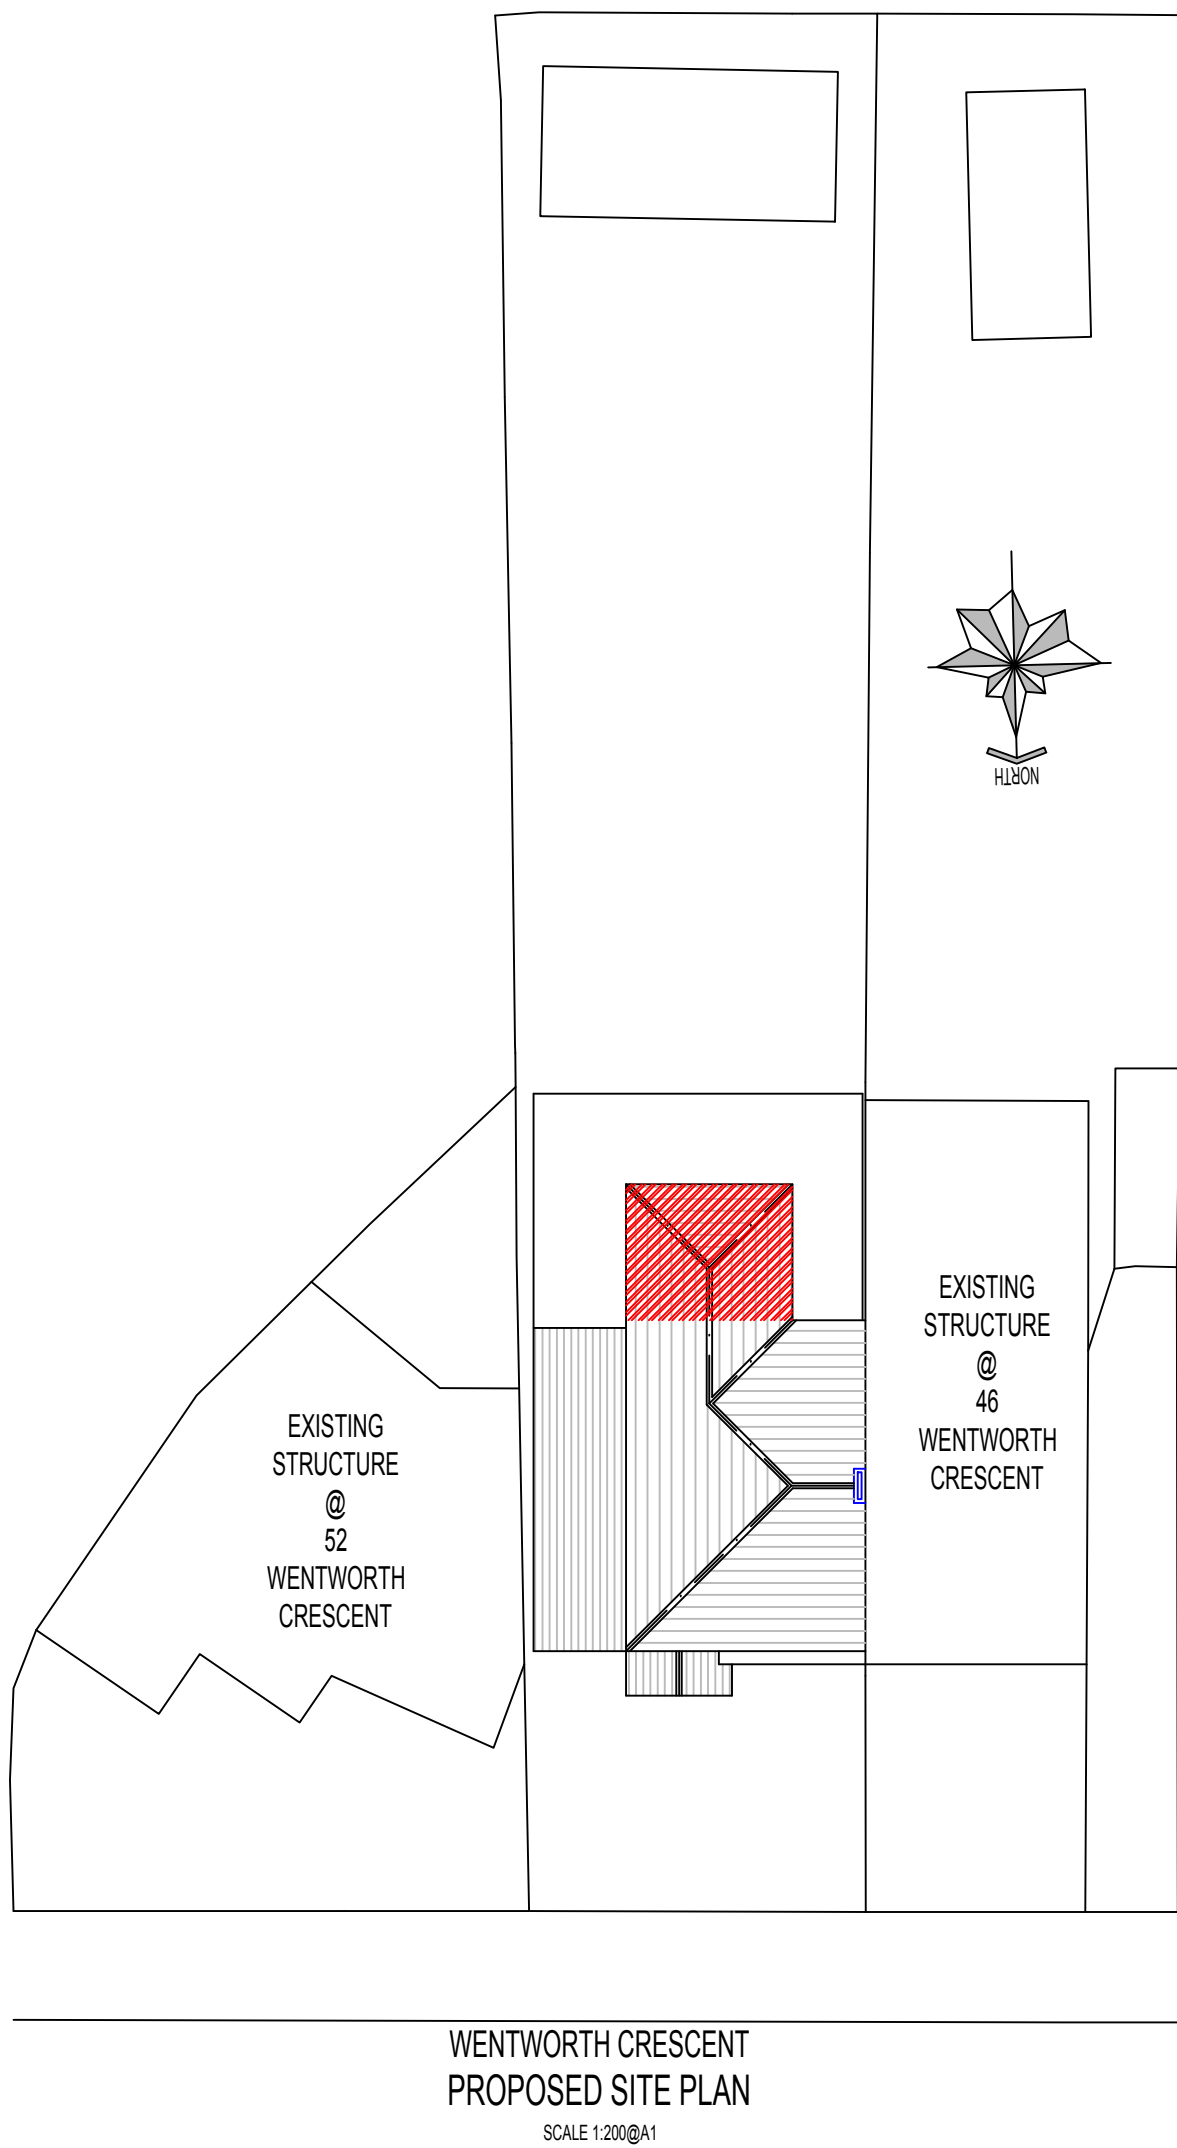 NORTH
EXISTING
STRUCTURE
@
46
WENTWORTH
CRESCENT
EXISTING
STRUCTURE
@
52
WENTWORTH
CRESCENT
WENTWORTH CRESCENT
PROPOSED SITE PLAN
SCALE 1:200@A1